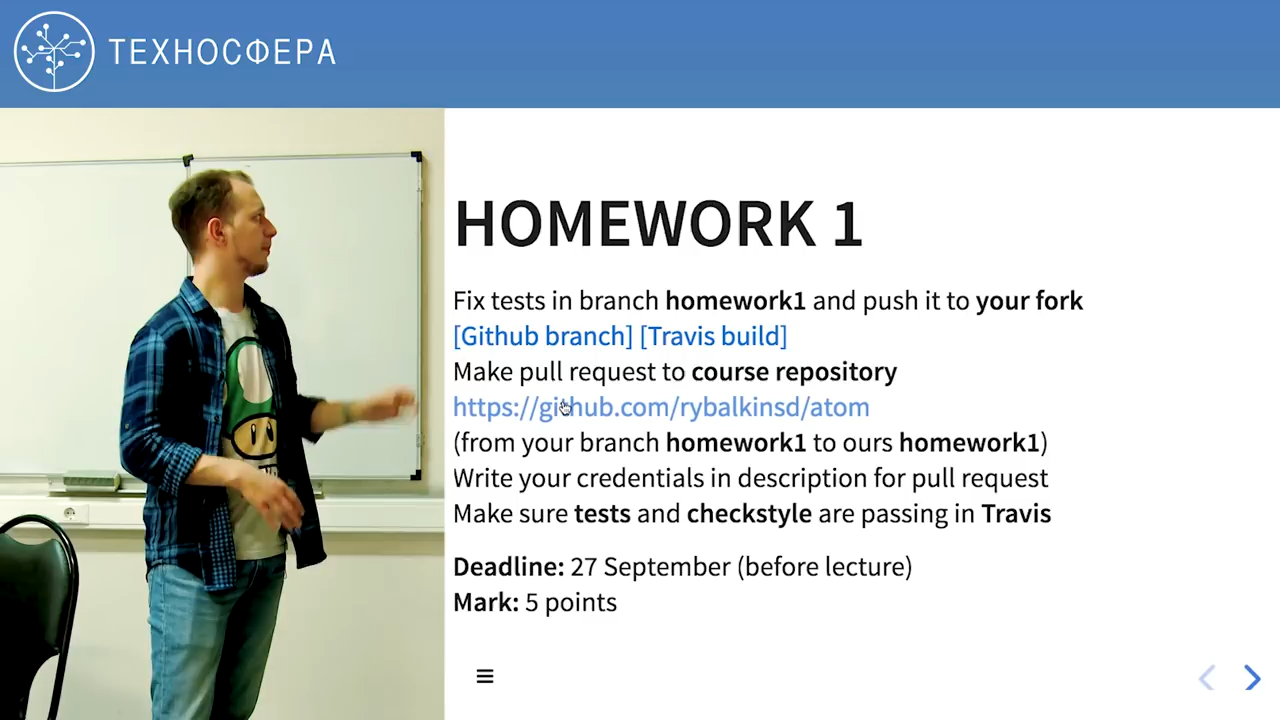 ТЕХНОСФЕРА
HOMEWORK 1
Fix tests in branch homework1 and push it to your fork
[Github branch] [Travis build]
Make pull request to course repository
https://github.com/rybalkinsd/atom
(from your branch homework1 to ours homework1)
Write your credentials in description for pull request
Make sure tests and checkstyle are passing in Travis
Deadline: 27 September (before lecture)
Mark: 5 points